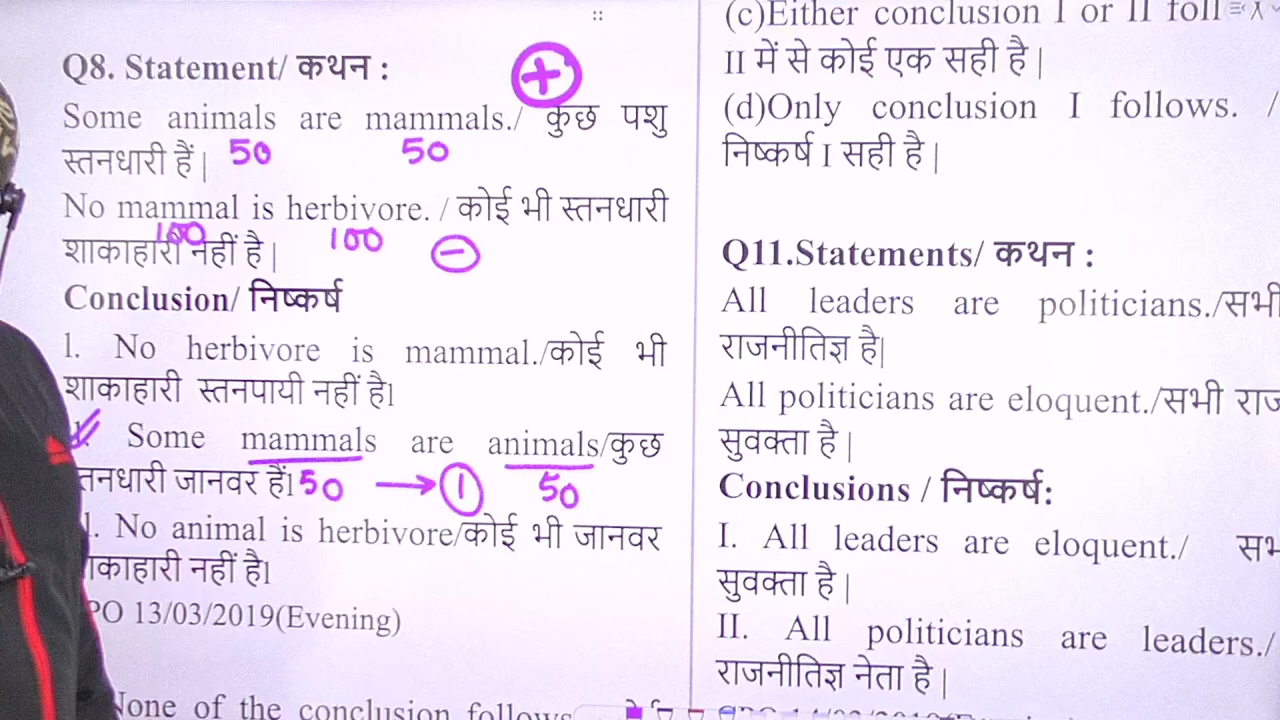 Q8. Statement/ कथन :
Some animals are mammals./ कुछ पशु
स्तनधारी हैं |
50 50
No mammal is herbivore. / कोई भी स्तनधारी
शाकाहारी नहीं है |
100 100
Conclusion/ निष्कर्ष
1. No herbivore is mammal./कोई भी
शाकाहारी स्तनपायी नहीं है।
Some mammals are animals/कुछ
तनधारी जानवर हैं।
50 → 1 50
. No animal is herbivore/कोई भी जानवर
ाकाहारी नहीं है।
PO 13/03/2019(Evening)
None of the conclusion follows
(c)Either conclusion I or II foll
II में से कोई एक सही है |
(d)Only conclusion I follows. /
निष्कर्ष I सही है |
Q11.Statements/ कथन :
All leaders are politicians./सभी
राजनीतिज्ञ है|
All politicians are eloquent./सभी राज
सुवक्ता है |
Conclusions / निष्कर्ष:
I. All leaders are eloquent./ सभ
सुवक्ता है |
II. All politicians are leaders./
राजनीतिज्ञ नेता है |